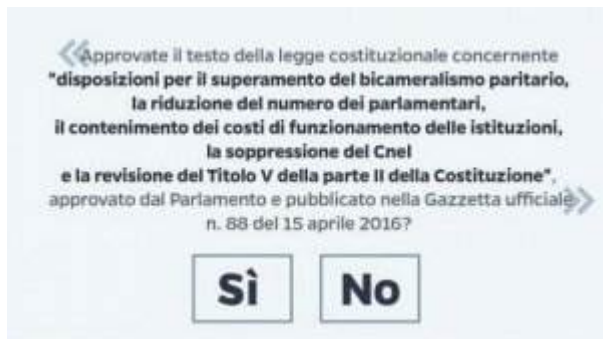 Approvate il testo della legge costituzionale concernente
"disposizioni per il superamento del bicameralismo paritario,
la riduzione del numero dei parlamentari,
il contenimento dei costi di funzionamento delle istituzioni,
la soppressione del Cnel
e la revisione del Titolo V della parte II della Costituzione",
approvato dal Parlamento e pubblicato nella Gazzetta ufficiale
n. 88 del 15 aprile 2016?
Sì No